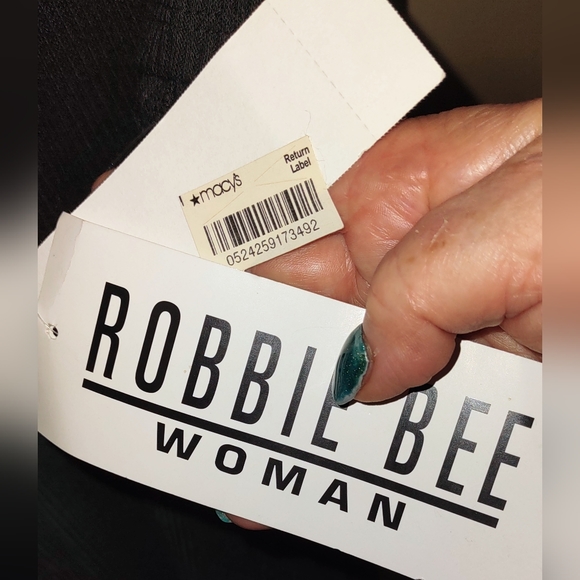 ★macy's
Return
Label
0524259173492
ROBBIE BEE
WOMAN